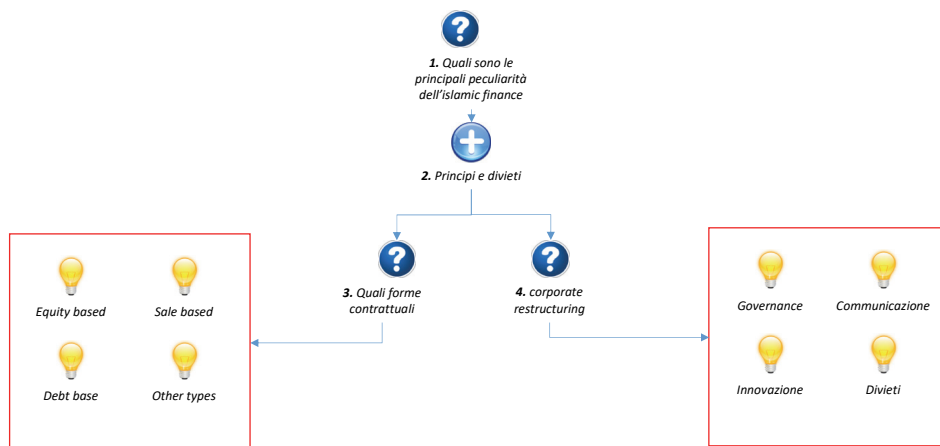 1. Quali sono le
principali peculiarità
dell'islamic finance
2. Principi e divieti
3. Quali forme
contrattuali
4. corporate
restructuring
Equity based
Sale based
Debt base
Other types
Governance
Communicazione
Innovazione
Divieti